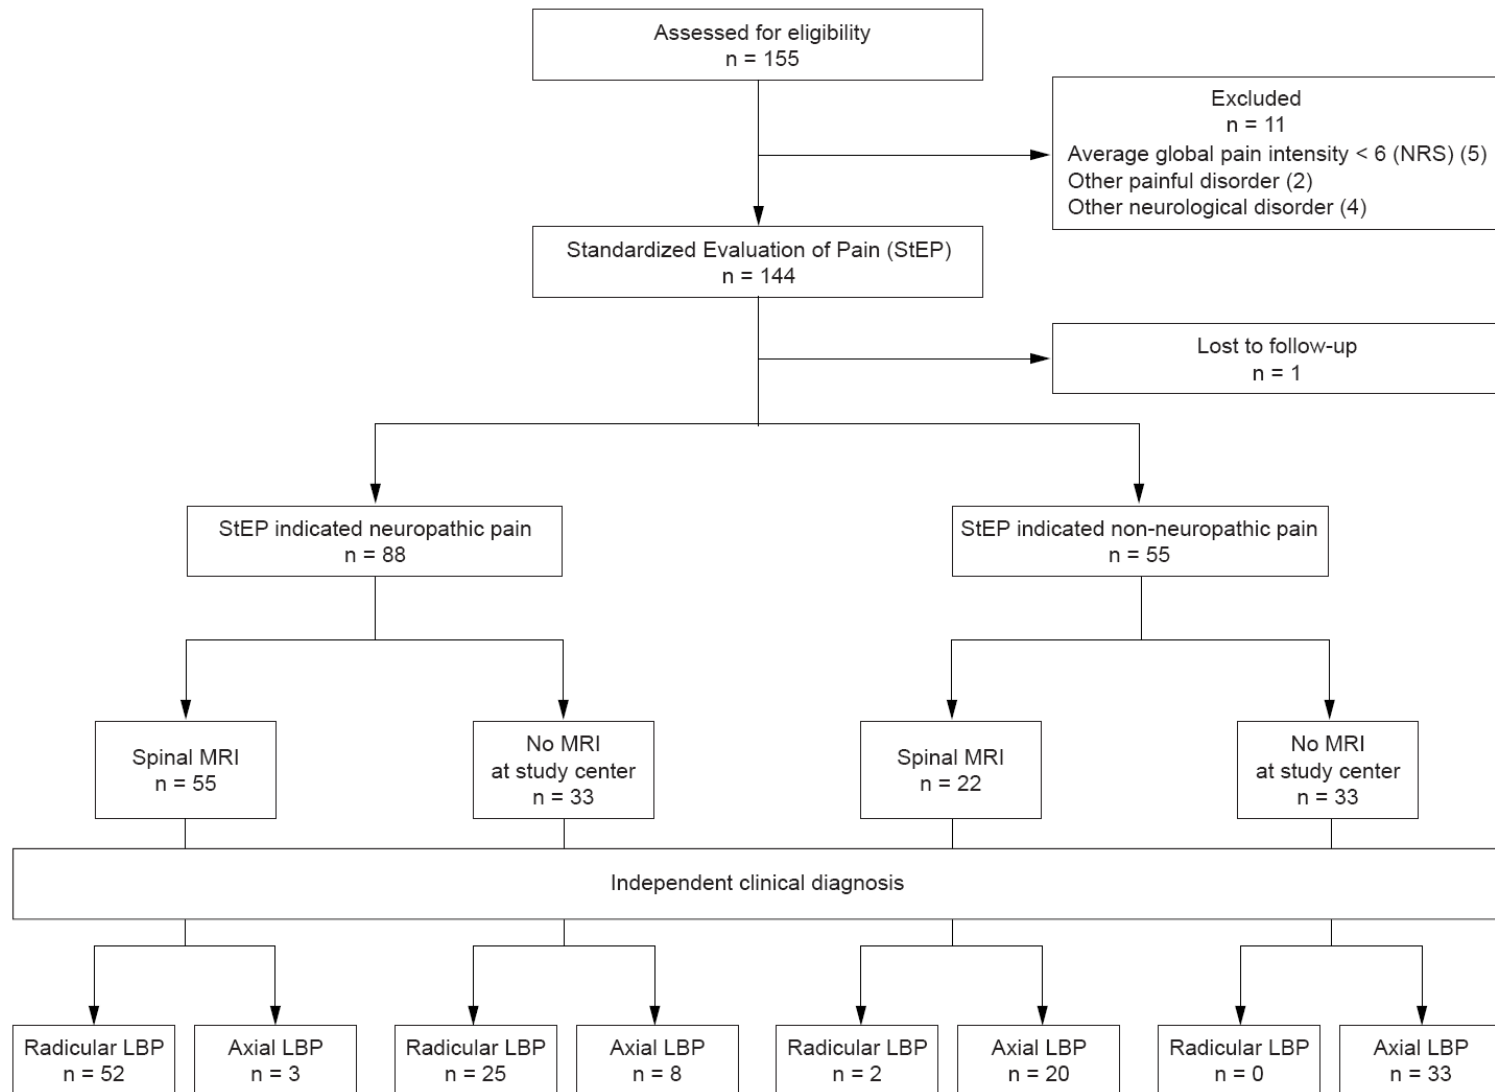 Assessed for eligibility
n = 155
Excluded
n = 11
Average global pain intensity < 6 (NRS) (5)
Other painful disorder (2)
Other neurological disorder (4)
Standardized Evaluation of Pain (StEP)
n = 144
Lost to follow-up
n = 1
StEP indicated neuropathic pain
n = 88
StEP indicated non-neuropathic pain
n = 55
Spinal MRI
n = 55
No MRI
at study center
n = 33
Spinal MRI
n = 22
No MRI
at study center
n = 33
Independent clinical diagnosis
Radicular LBP
n = 52
Axial LBP
n = 3
Radicular LBP
n = 25
Axial LBP
n = 8
Radicular LBP
n = 2
Axial LBP
n = 20
Radicular LBP
n = 0
Axial LBP
n = 33